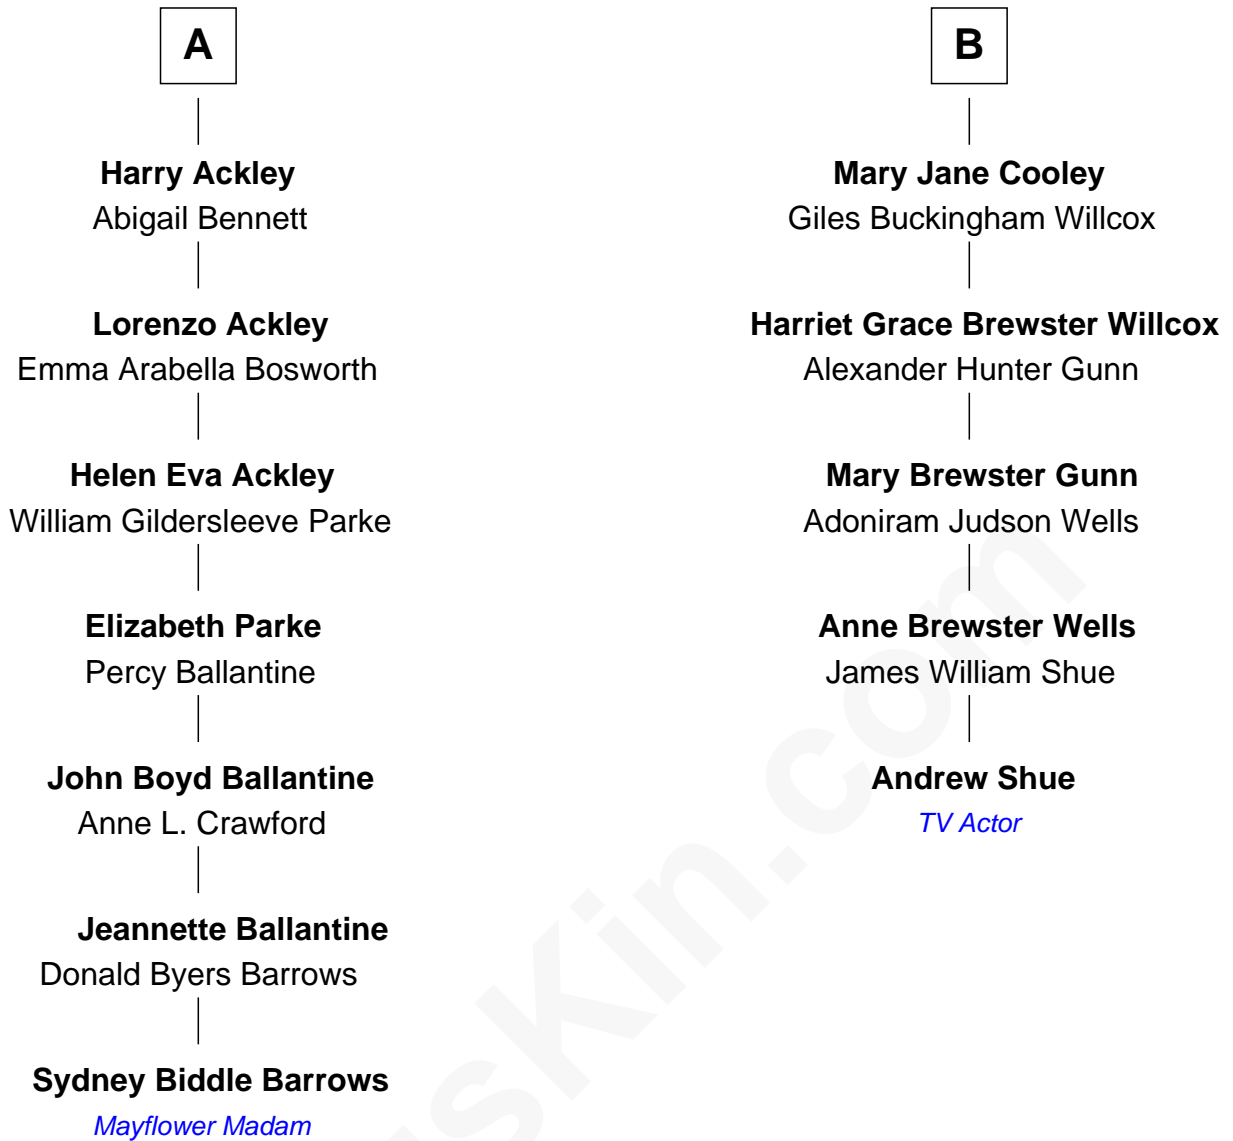 A
Harry Ackley
Abigail Bennett
Lorenzo Ackley
Emma Arabella Bosworth
Helen Eva Ackley
William Gildersleeve Parke
Elizabeth Parke
Percy Ballantine
John Boyd Ballantine
Anne L. Crawford
Jeannette Ballantine
Donald Byers Barrows
Sydney Biddle Barrows
Mayflower Madam
B
Mary Jane Cooley
Giles Buckingham Willcox
Harriet Grace Brewster Willcox
Alexander Hunter Gunn
Mary Brewster Gunn
Adoniram Judson Wells
Anne Brewster Wells
James William Shue
Andrew Shue
TV Actor